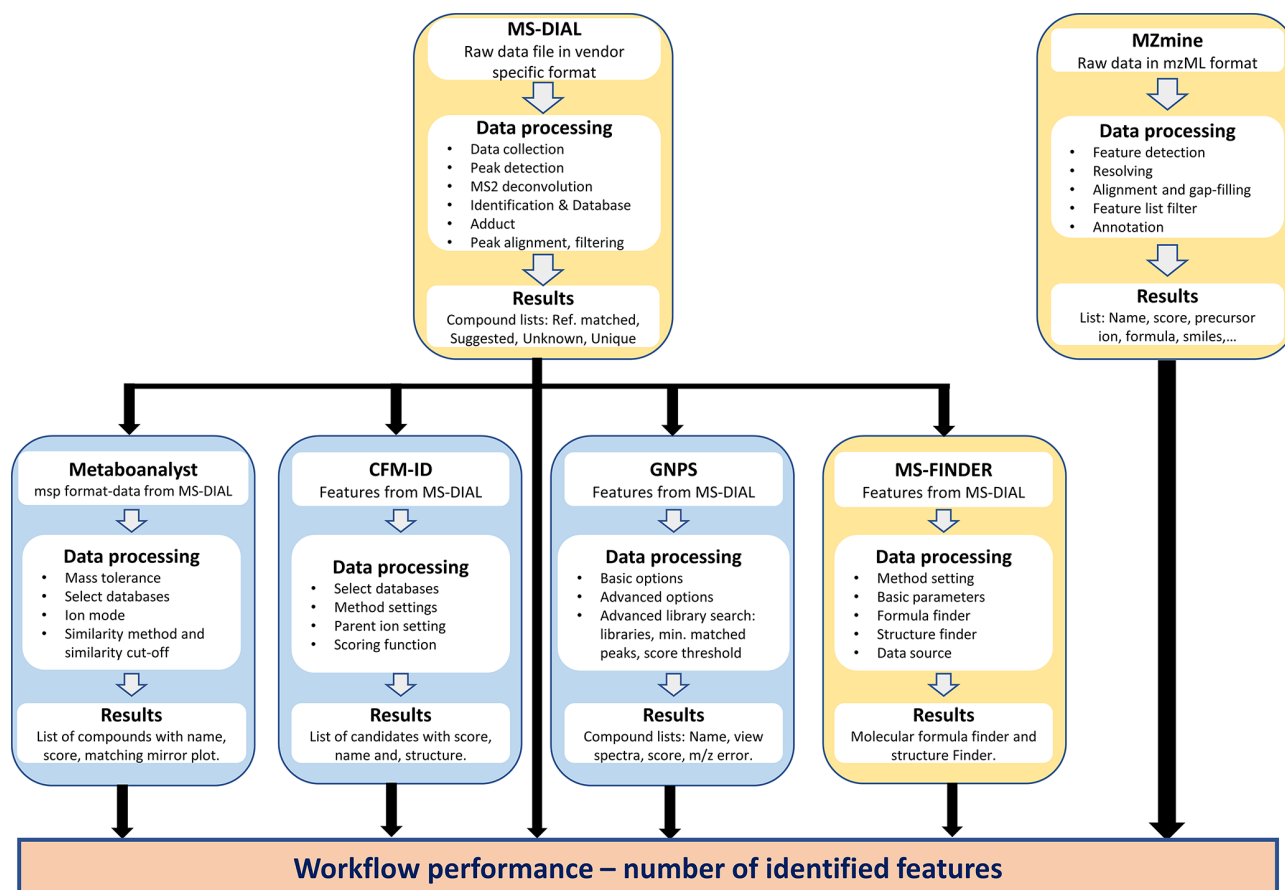 MS-DIAL
Raw data file in vendor
specific format
Data processing
• Data collection
• Peak detection
• MS2 deconvolution
• Identification & Database
• Adduct
• Peak alignment, filtering
Results
Compound lists: Ref. matched,
Suggested, Unknown, Unique
MZmine
Raw data in mzML format
Data processing
• Feature detection
• Resolving
• Alignment and gap-filling
• Feature list filter
• Annotation
Results
List: Name, score, precursor
ion, formula, smiles,...
Metaboanalyst
msp format-data from MS-DIAL
Data processing
• Mass tolerance
• Select databases
• Ion mode
• Similarity method and
similarity cut-off
Results
List of compounds with name,
score, matching mirror plot.
CFM-ID
Features from MS-DIAL
Data processing
• Select databases
• Method settings
• Parent ion setting
• Scoring function
Results
List of candidates with score,
name and, structure.
GNPS
Features from MS-DIAL
Data processing
• Basic options
• Advanced options
• Advanced library search:
libraries, min. matched
peaks, score threshold
Results
Compound lists: Name, view
spectra, score, m/z error.
MS-FINDER
Features from MS-DIAL
Data processing
• Method setting
• Basic parameters
• Formula finder
• Structure finder
• Data source
Results
Molecular formula finder and
structure Finder.
Workflow performance – number of identified features